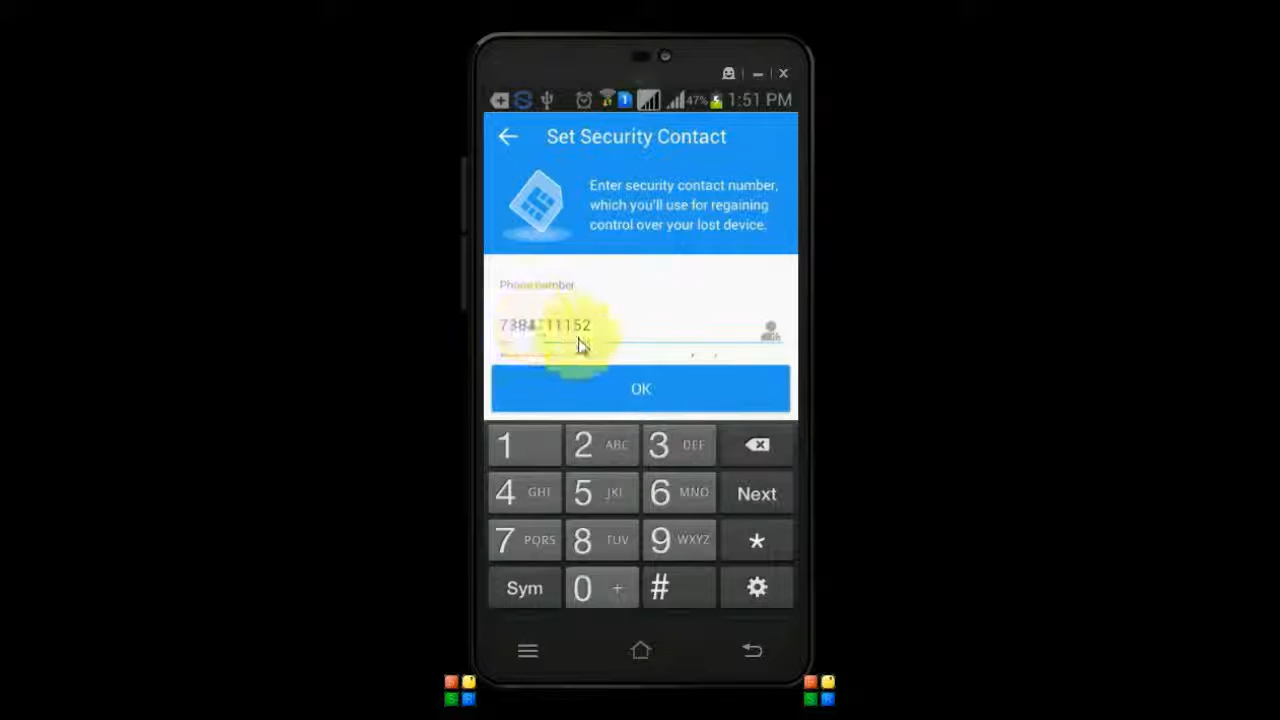 47% 1:51 PM
Set Security Contact
Enter security contact number,
which you'll use for regaining
control over your lost device.
Phone number
OK
1 2 ABC 3 DEF
4 GHI 5 JKL 6 MNO Next
7 PQRS 8 TUV 9 WXYZ *
Sym 0 + #